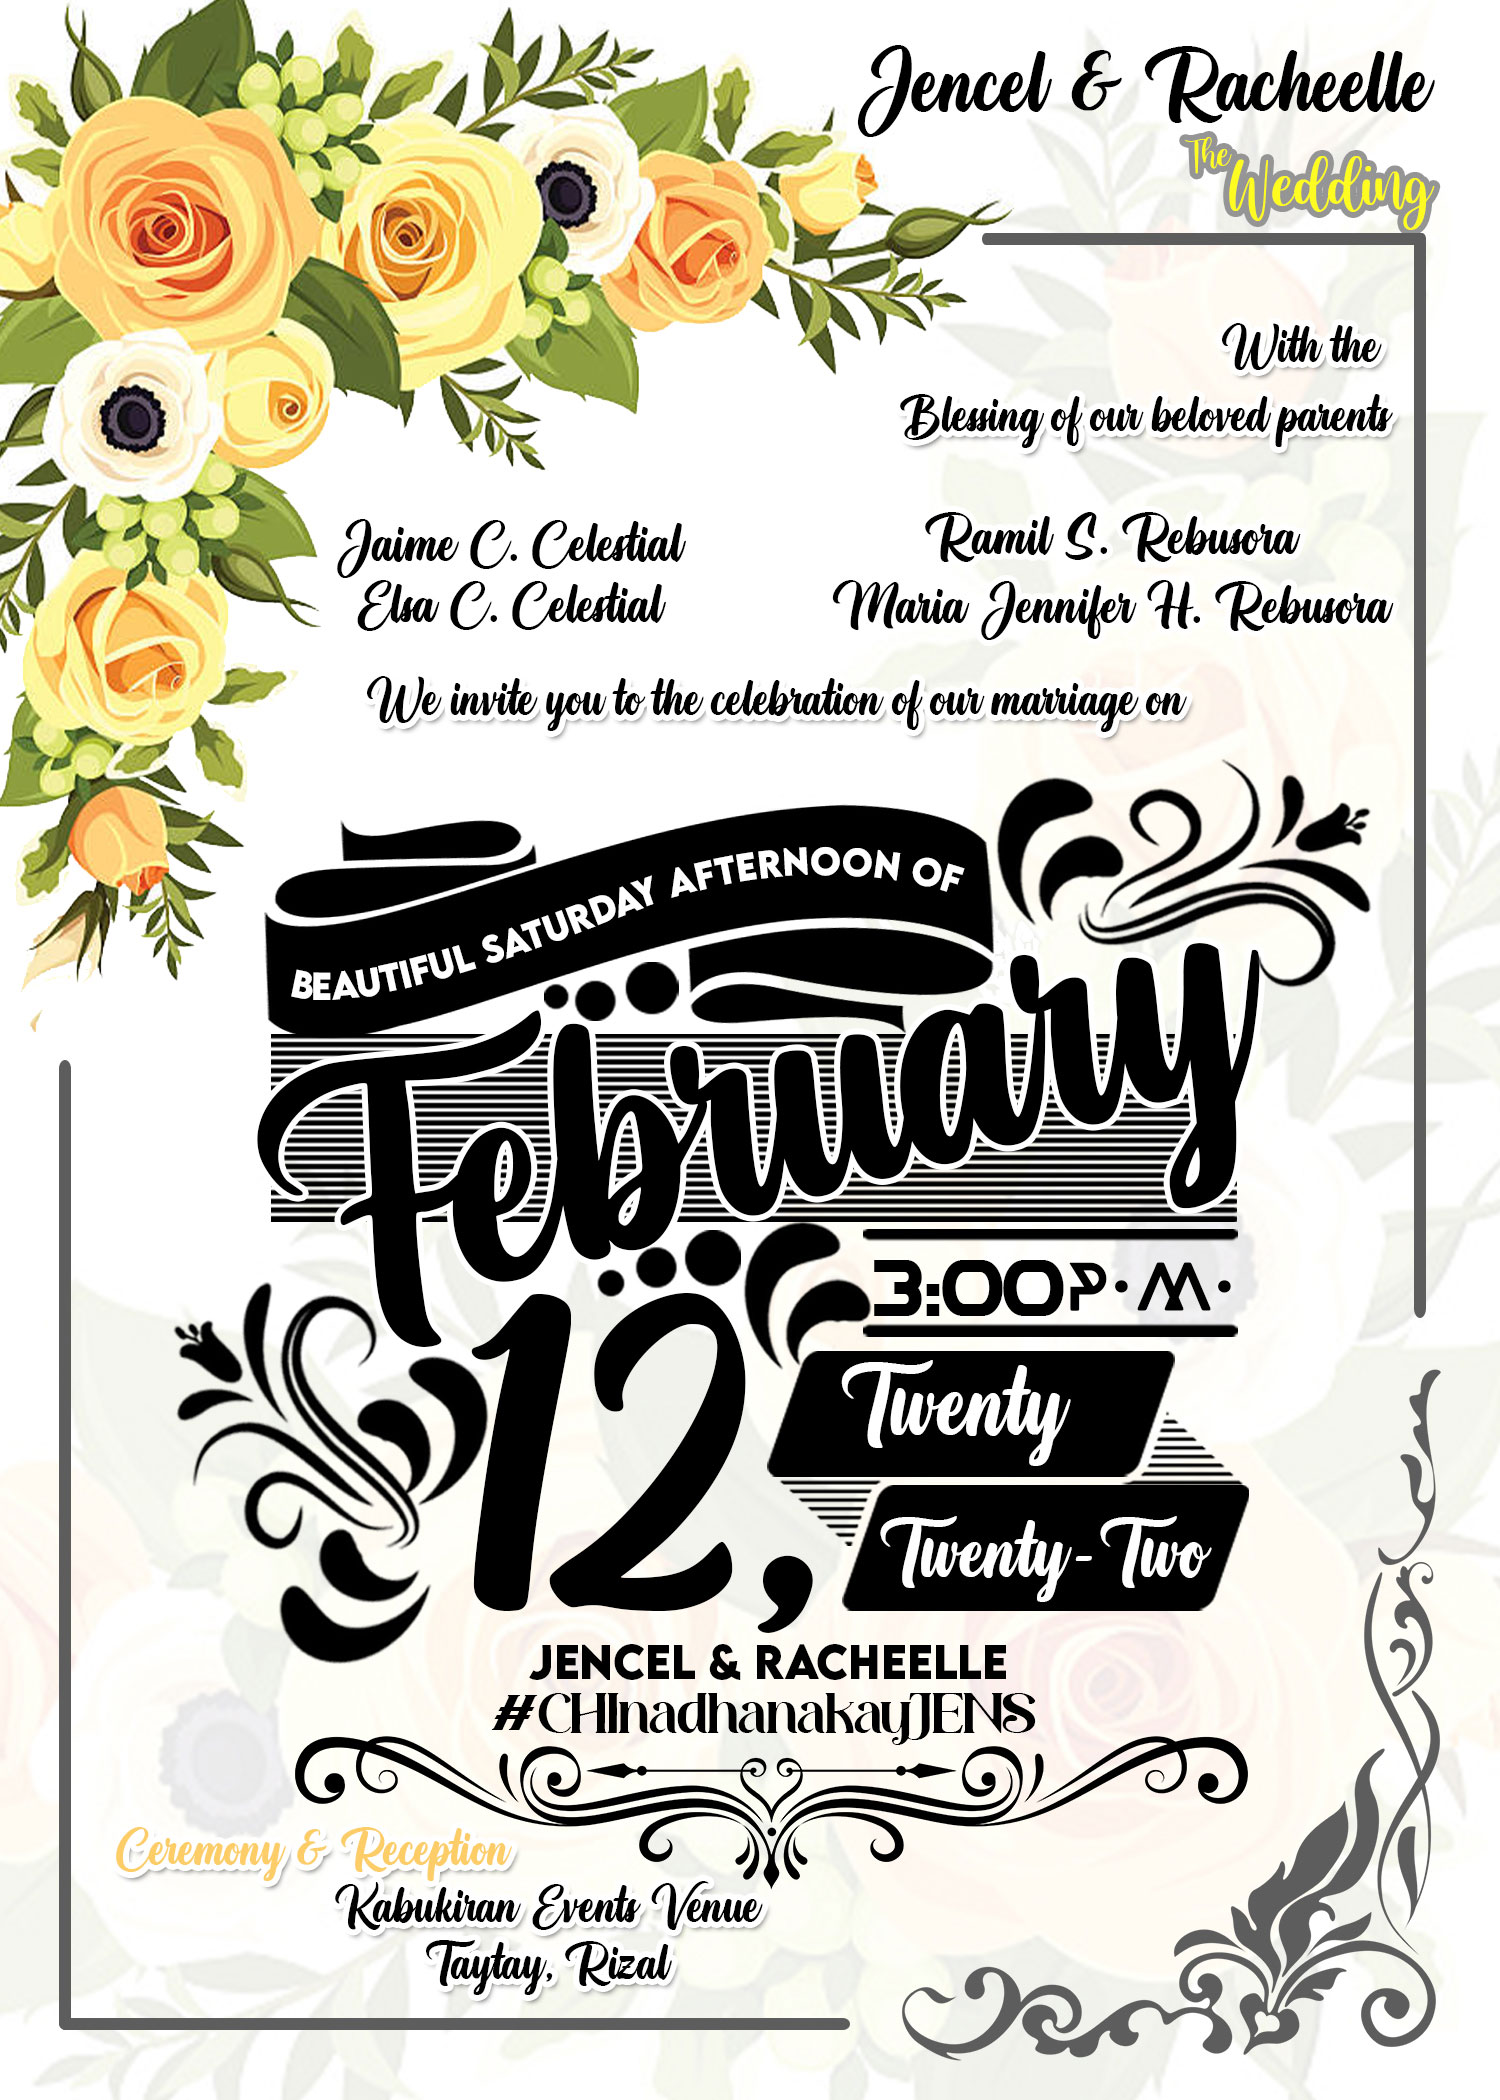 Jencel & Racheelle
The Wedding
With the
Blessing of our beloved parents
Jaime C. Celestial
Elsa C. Celestial
Ramil S. Rebusora
Maria Jennifer H. Rebusora
We invite you to the celebration of our marriage on
BEAUTIFUL SATURDAY AFTERNOON OF
February
12,
3:00P.M.
Twenty
Twenty-Two
JENCEL & RACHEELLE
#CHInadhanakayJENS
Ceremony & Reception
Kabukiran Events Venue
Taytay, Rizal